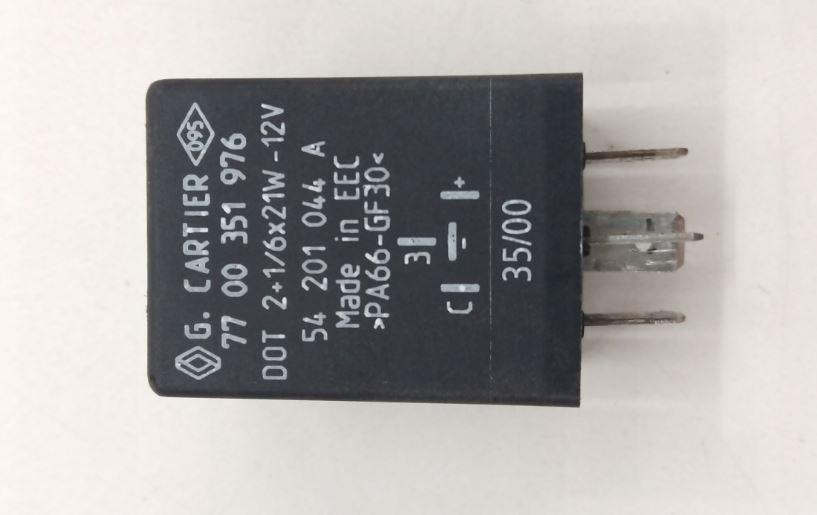 G. CARTIER 095
77 00 351 976
DOT 2+1/6x21W-12V
54 201 044 A
Made in EEC
>PA66-GF30<
3
C - +
35/00